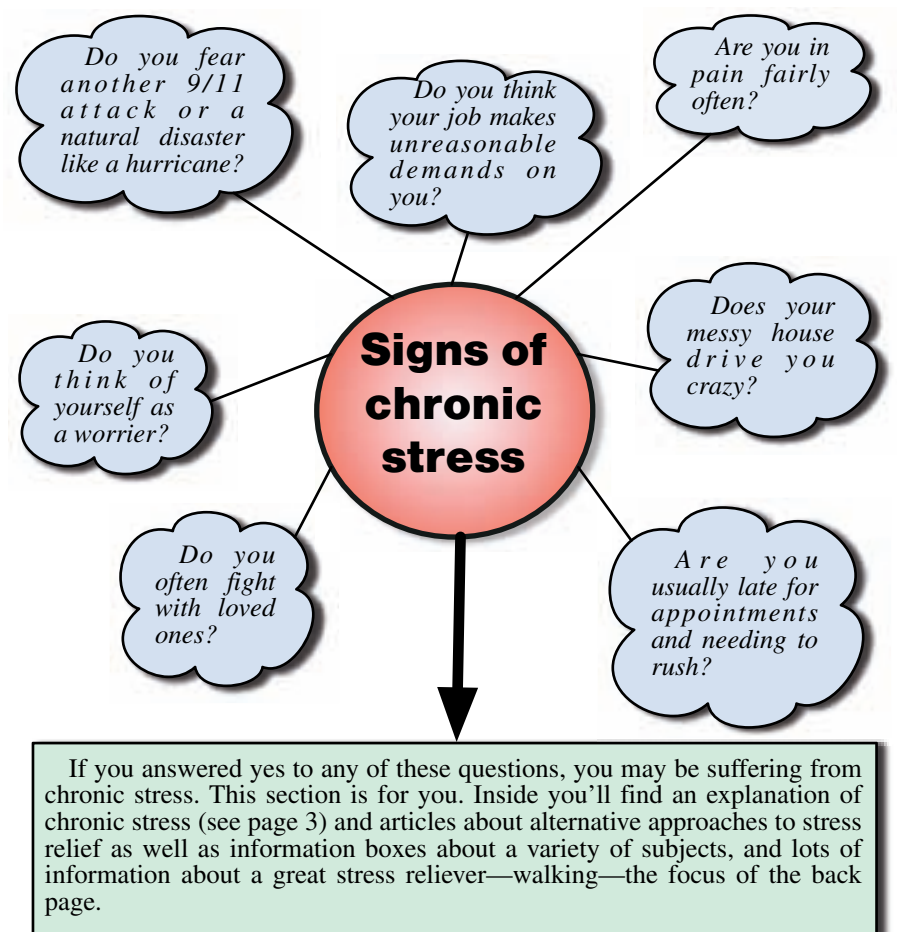 Do you fear
another 9/11
attack or a
natural disaster
like a hurricane?
Do you think
your job makes
unreasonable
demands on
you?
Are you in
pain fairly
often?
Do you
think of
yourself as
a worrier?
Signs of
chronic
stress
Does your
messy house
drive you
crazy?
Do you
often fight
with loved
ones?
Are you
usually late for
appointments
and needing to
rush?
If you answered yes to any of these questions, you may be suffering from
chronic stress. This section is for you. Inside you'll find an explanation of
chronic stress (see page 3) and articles about alternative approaches to stress
relief as well as information boxes about a variety of subjects, and lots of
information about a great stress reliever—walking—the focus of the back
page.